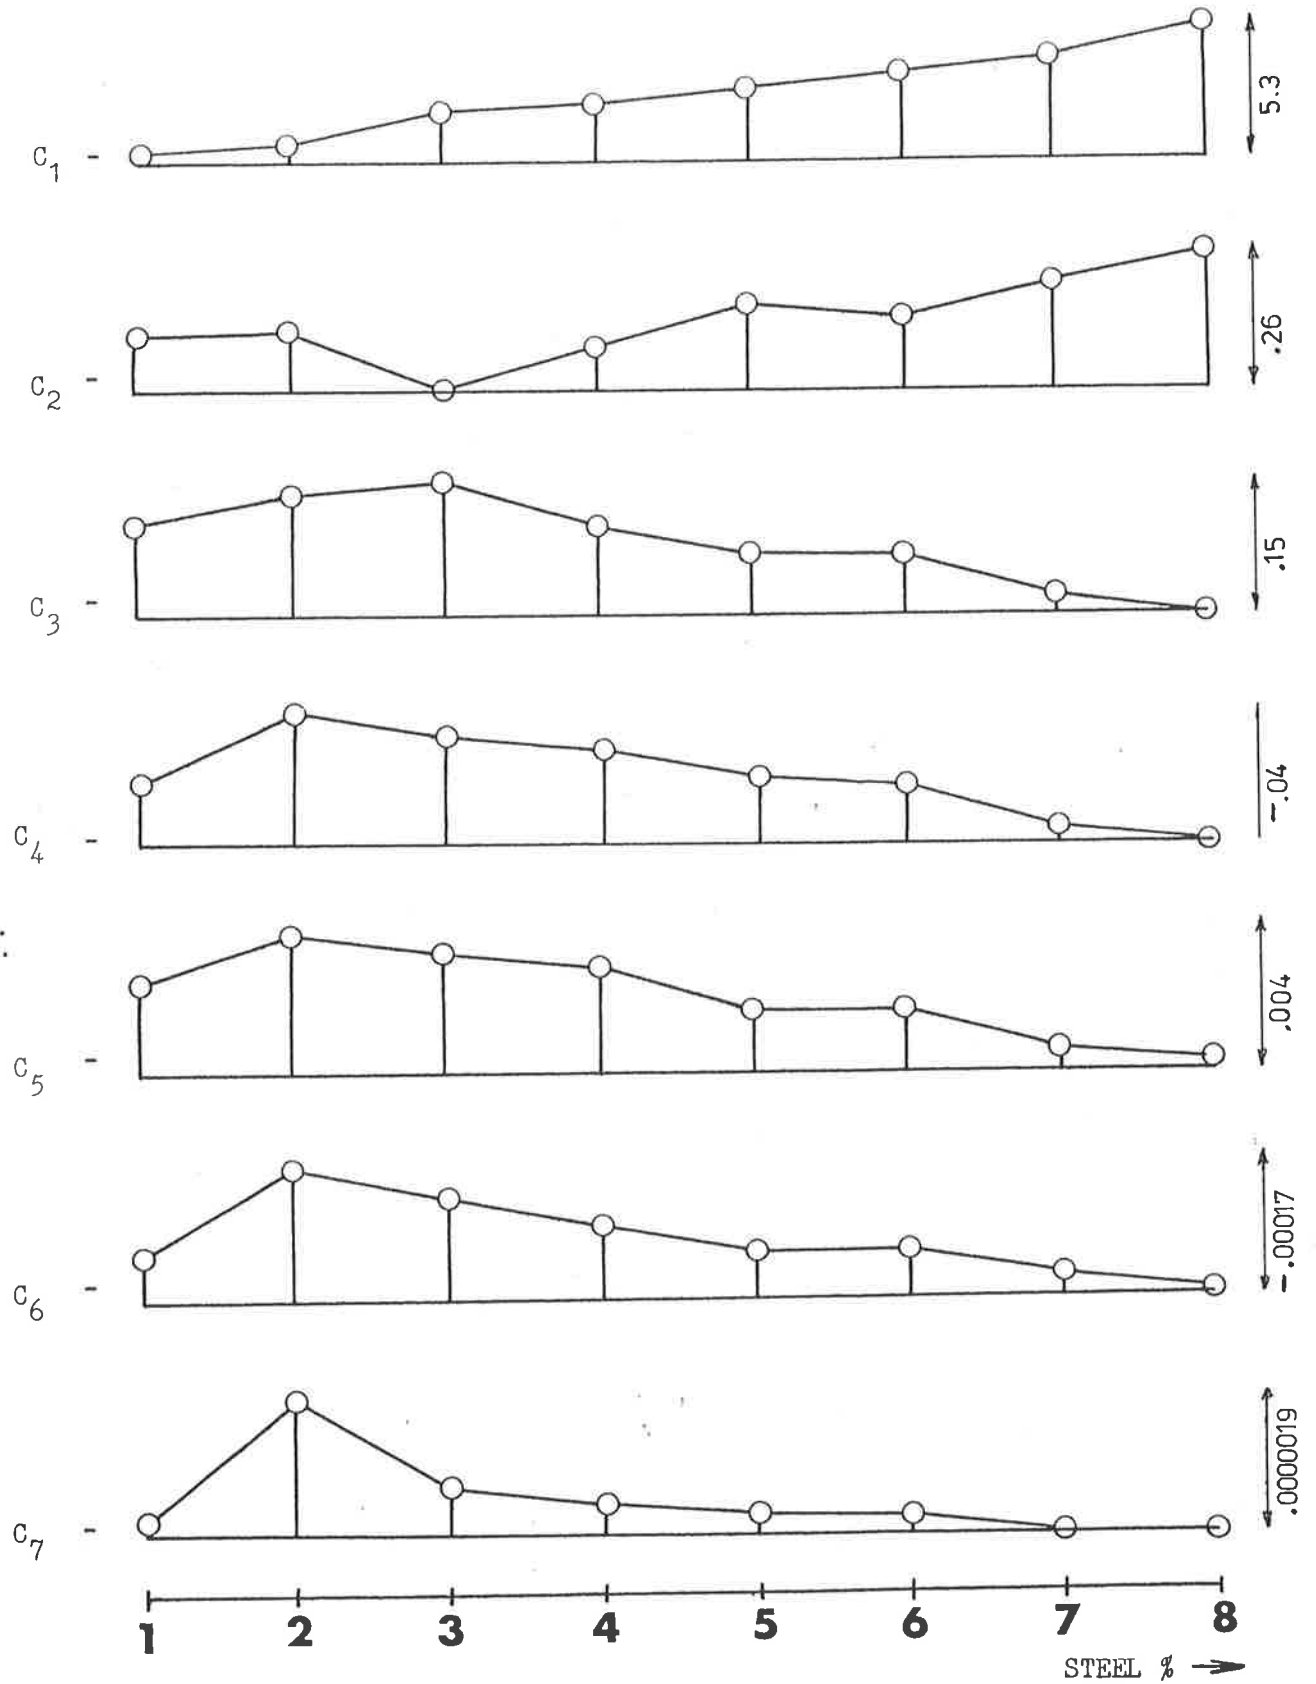 C1 - 5.3
C2 - .26
C3 - .15
C4 - -.04
C5 - .004
C6 - -.00017
C7 - .0000019
1 2 3 4 5 6 7 8
STEEL % →